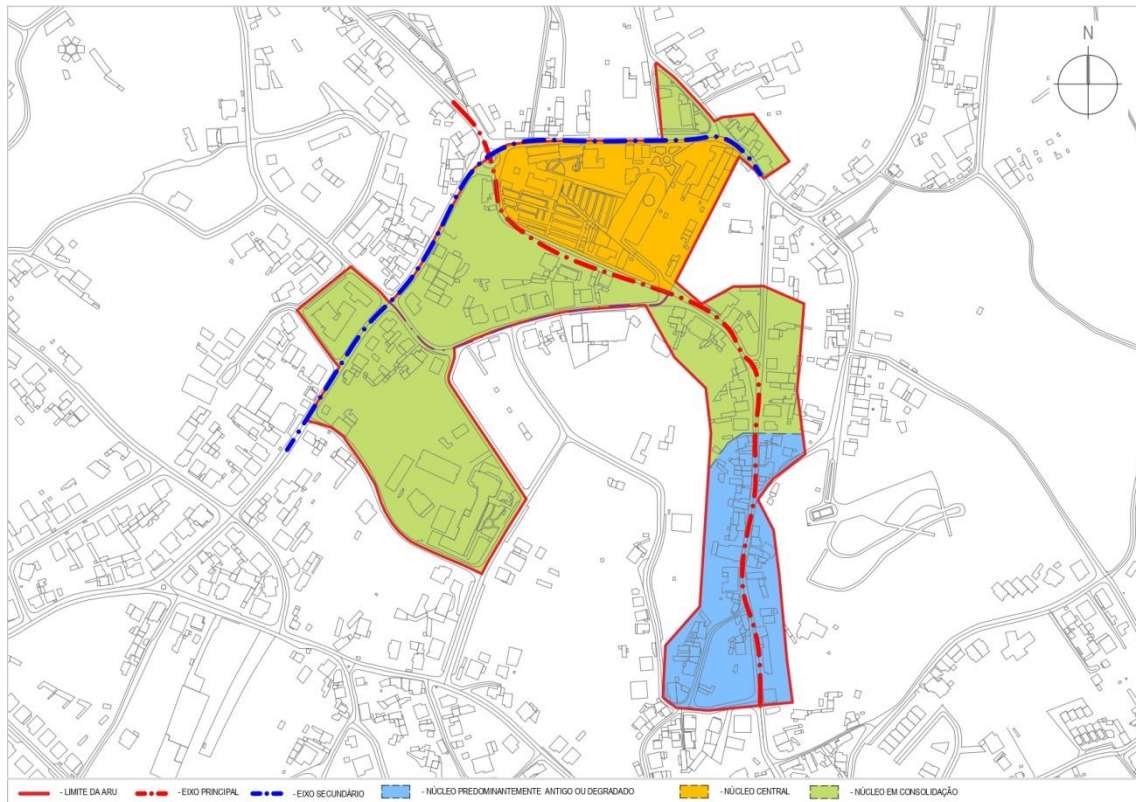 N
- LIMITE DA ARU - EIXO PRINCIPAL - EIXO SECUNDÁRIO - NÚCLEO PREDOMINANTEMENTE ANTIGO OU DEGRADADO - NÚCLEO CENTRAL - NÚCLEO EM CONSOLIDAÇÃO